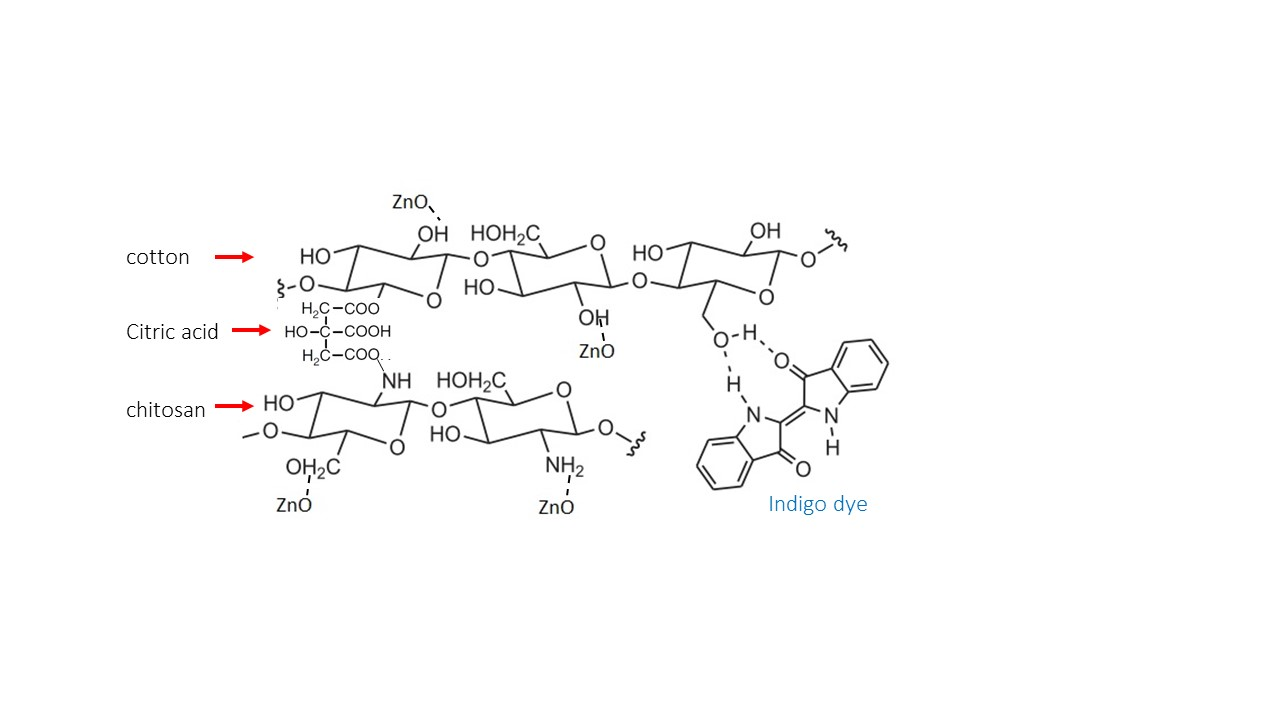 ZnO
OH
HOH₂C
O
OH
cotton
HO
O
HO
O
O
HO
O
O
O
OH
H₂C–COO
ZnO
Citric acid
HO–C–COOH
O
H
O
H₂C–COO
NH
HOH₂C
O
H
chitosan
HO
O
N
N
O
HO
O
O
H
OH₂C
NH₂
O
ZnO
ZnO
Indigo dye